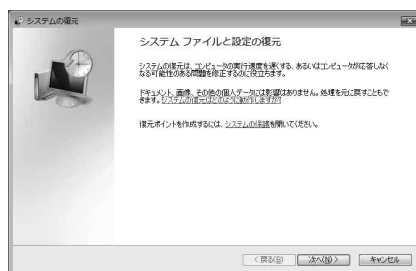 システムの復元
システム ファイルと設定の復元
システムの復元は、コンピュータの実行速度を遅くする、あるいはコンピュータが応答しなく
なる可能性のある問題を修正するのに役立ちます。
ドキュメント、画像、その他の個人データには影響はありません。処理を元に戻すこともで
きます。システムの復元はどのように動作しますか?
復元ポイントを作成するには、システムの保護を開いてください。
< 戻る(B)
次へ(N) >
キャンセル